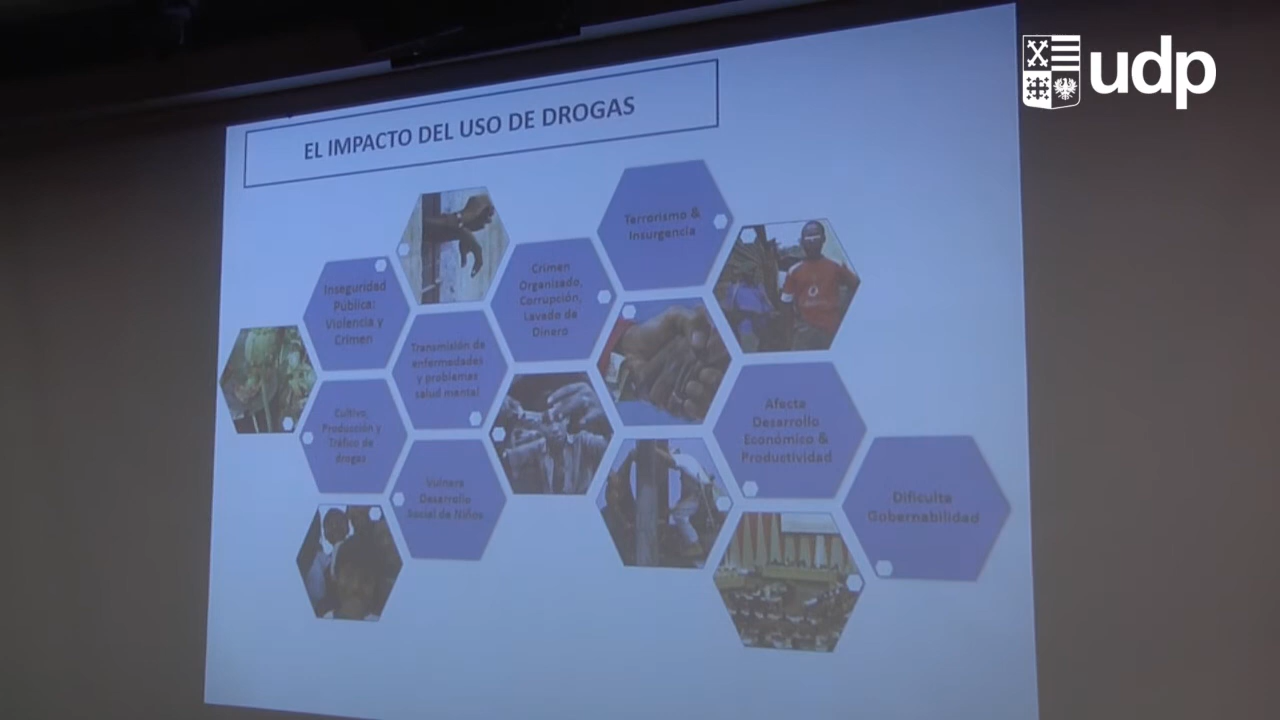 udp
EL IMPACTO DEL USO DE DROGAS
Terrorismo &
Insurgencia
Crimen
Organizado,
Corrupción,
Lavado de
Dinero
Inseguridad
Pública:
Violencia y
Crimen
Transmisión de
enfermedades
y problemas
salud mental
Cultivo,
Producción y
Tráfico de
drogas
Vulnera
Desarrollo
Social de Niños
Afecta
Desarrollo
Económico &
Productividad
Dificulta
Gobernabilidad